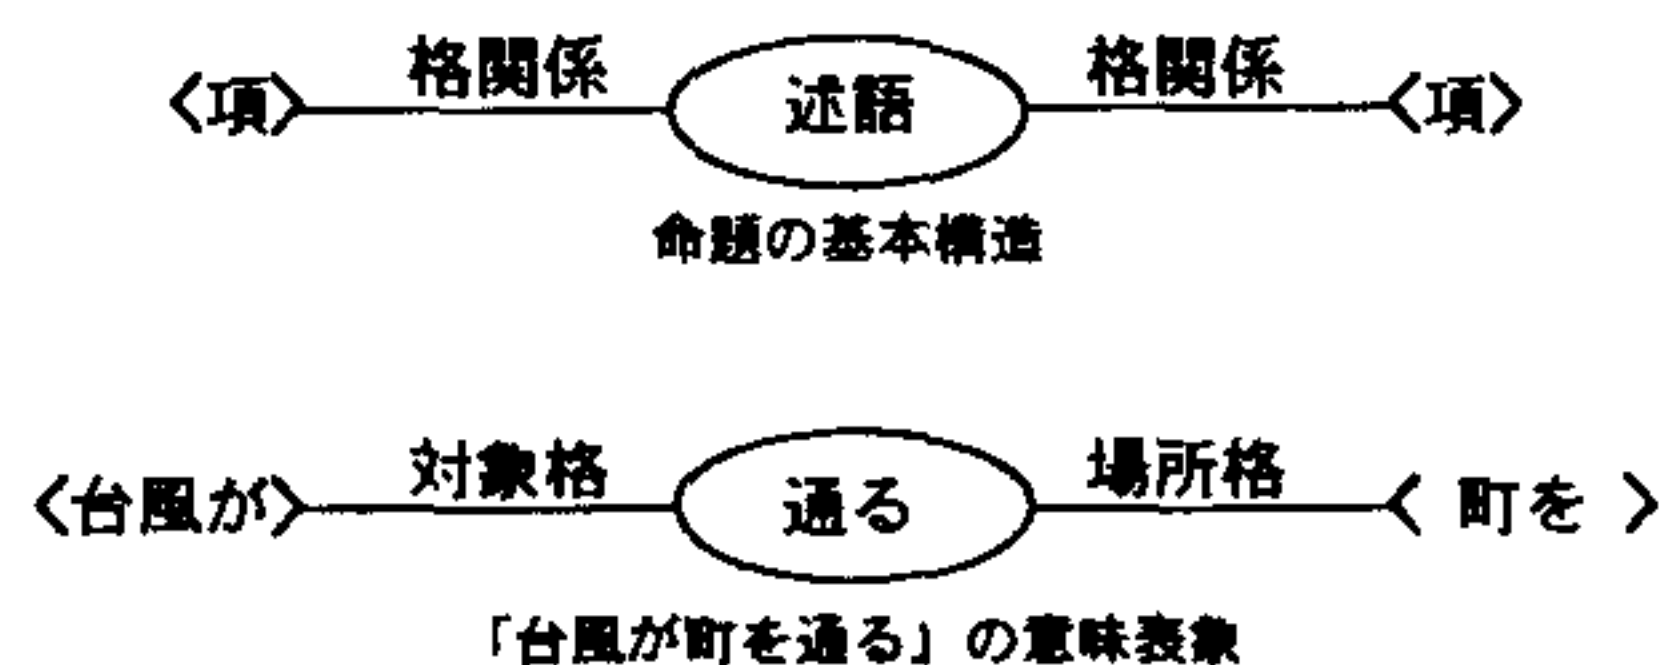 格関係 格関係
〈項〉 述語 〈項〉
命題の基本構造
対象格 場所格
〈台風が〉 通る 〈 町を 〉
「台風が町を通る」の意味表象